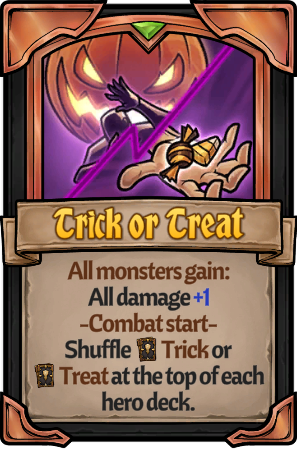 Trick or Treat
All monsters gain:
All damage +1
-Combat start-
Shuffle Trick or
Treat at the top of each
hero deck.